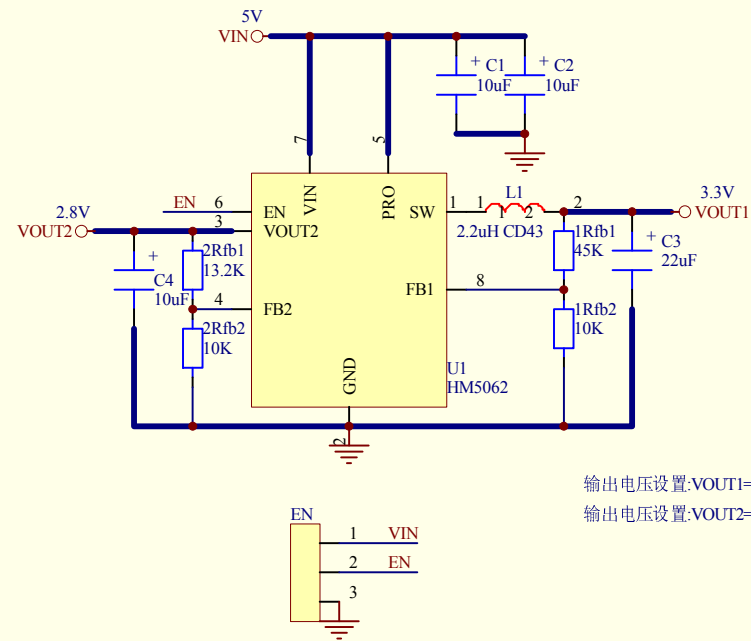 5V
VIN
+ C1
10uF
+ C2
10uF
7
5
VIN
PRO
EN 6 EN
2.8V
VOUT2 3 VOUT2
SW 1 1 L1 1 2 2
2.2uH CD43
3.3V
VOUT1
+
C4
10uF
2Rfb1
13.2K
4 FB2
2Rfb2
10K
FB1 8
1Rfb1
45K
+
C3
22uF
1Rfb2
10K
GND
2
U1
HM5062
输出电压设置:VOUT1=
输出电压设置:VOUT2=
EN
1 VIN
2 EN
3